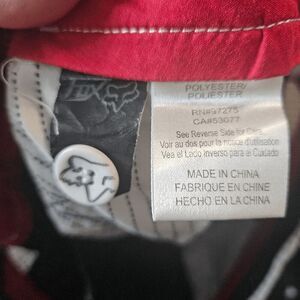 FOX
POLYESTER/
POLIESTER
RN#97275
CA#53077
See Reverse Side for Care
Voir au dos pour la notice d'utilisation
Vea el Lado Inverso para el Cuidado
MADE IN CHINA
FABRIQUE EN CHINE
HECHO EN LA CHINA